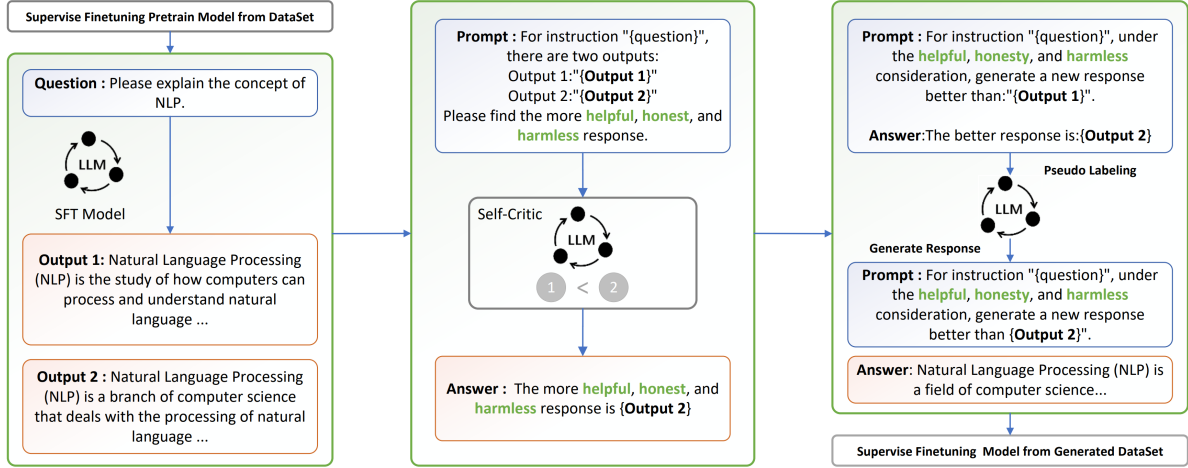 Supervise Finetuning Pretrain Model from DataSet
Question : Please explain the concept of
NLP.
LLM
SFT Model
Output 1: Natural Language Processing
(NLP) is the study of how computers can
process and understand natural
language ...
Output 2 : Natural Language Processing
(NLP) is a branch of computer science
that deals with the processing of natural
language ...
Prompt : For instruction "{question}",
there are two outputs:
Output 1:"{Output 1}"
Output 2:"{Output 2}"
Please find the more helpful, honest, and
harmless response.
Self-Critic
LLM
1 < 2
Answer : The more helpful, honest, and
harmless response is {Output 2}
Prompt : For instruction "{question}", under
the helpful, honesty, and harmless
consideration, generate a new response
better than:"{Output 1}".
Answer:The better response is:{Output 2}
Pseudo Labeling
LLM
Generate Response
Prompt : For instruction "{question}", under
the helpful, honesty, and harmless
consideration, generate a new response
better than {Output 2}".
Answer: Natural Language Processing (NLP) is
a field of computer science...
Supervise Finetuning Model from Generated DataSet